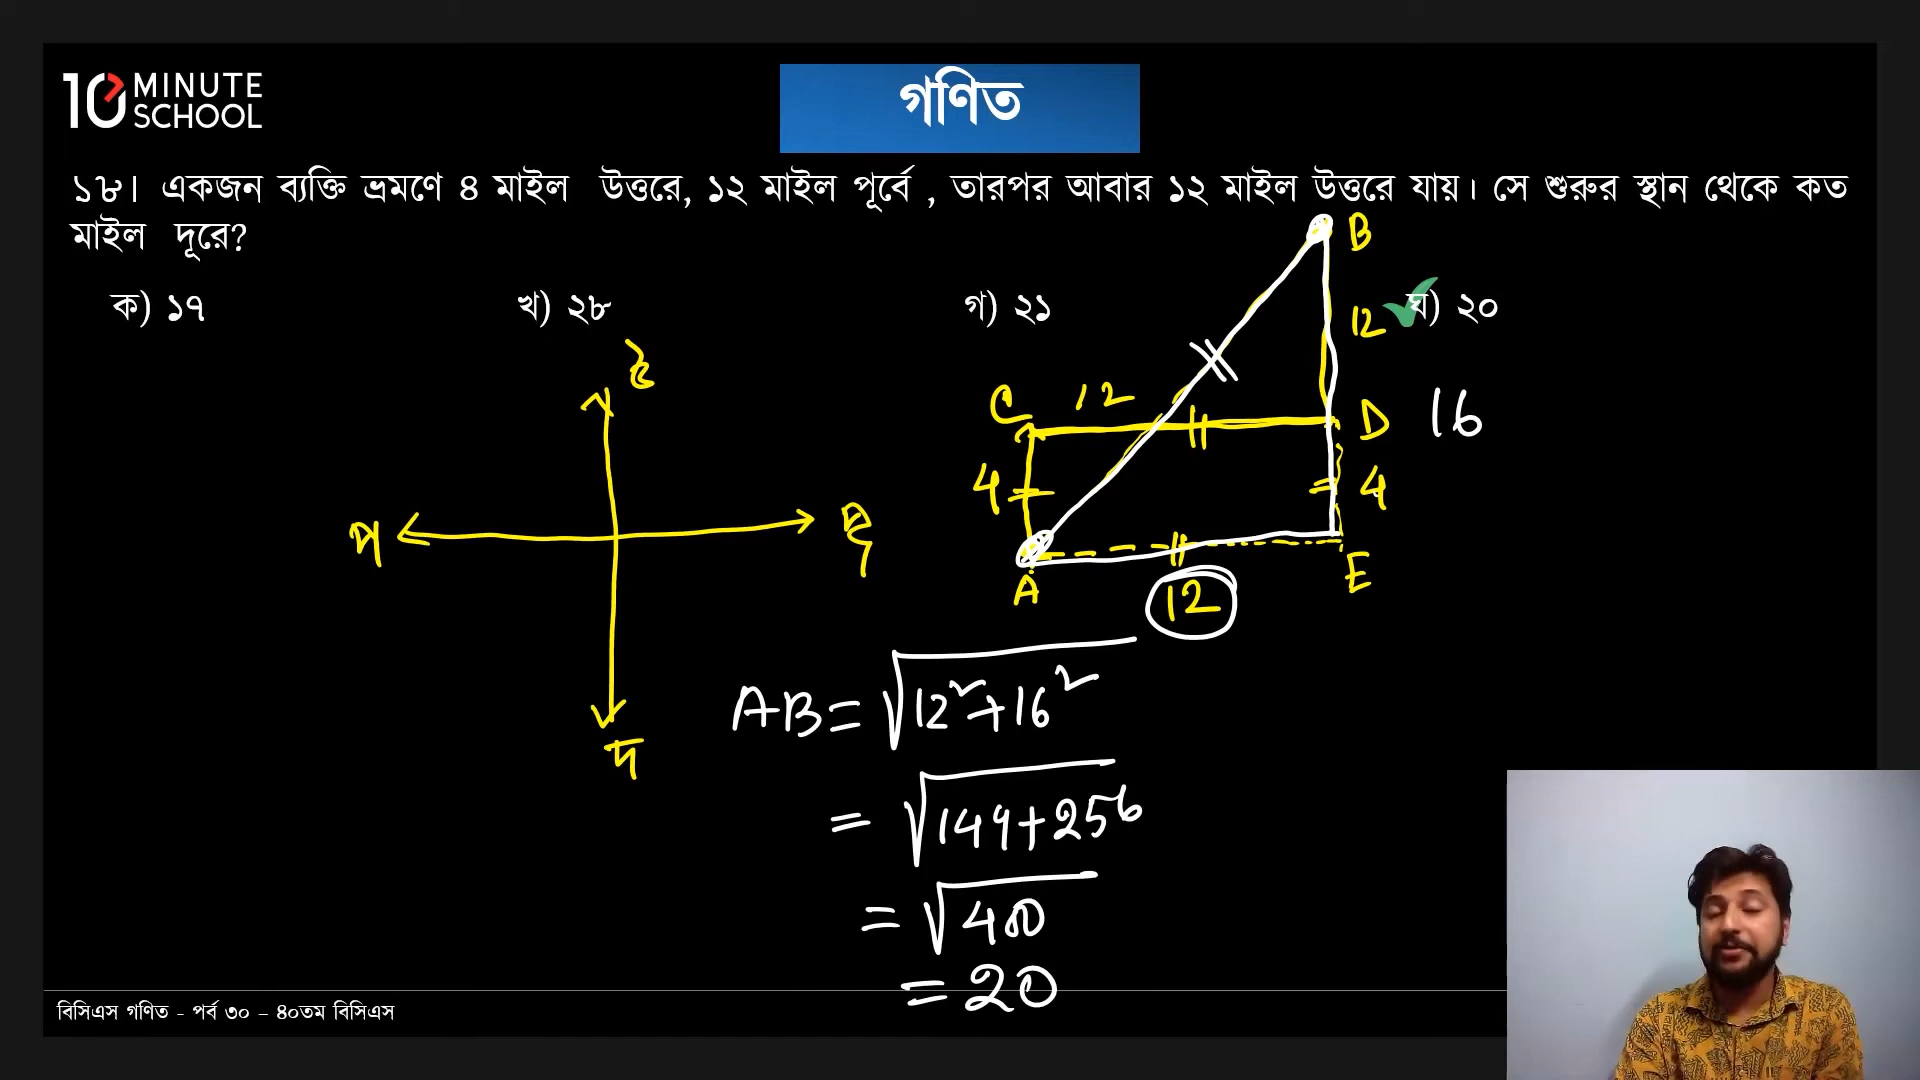 10 MINUTE
SCHOOL
গণিত
১৮। একজন ব্যক্তি ভ্রমণে ৪ মাইল উত্তরে, ১২ মাইল পূর্বে , তারপর আবার ১২ মাইল উত্তরে যায়। সে শুরুর স্থান থেকে কত
মাইল দূরে?
ক) ১৭ খ) ২৮ গ) ২১ ঘ) ২০
B
12
উ
C 12 D 16
4 4
প পূ
A 12 E
দ
AB = √12²+16²
= √144+256
= √400
= 20
বিসিএস গণিত - পর্ব ৩০ – ৪০তম বিসিএস